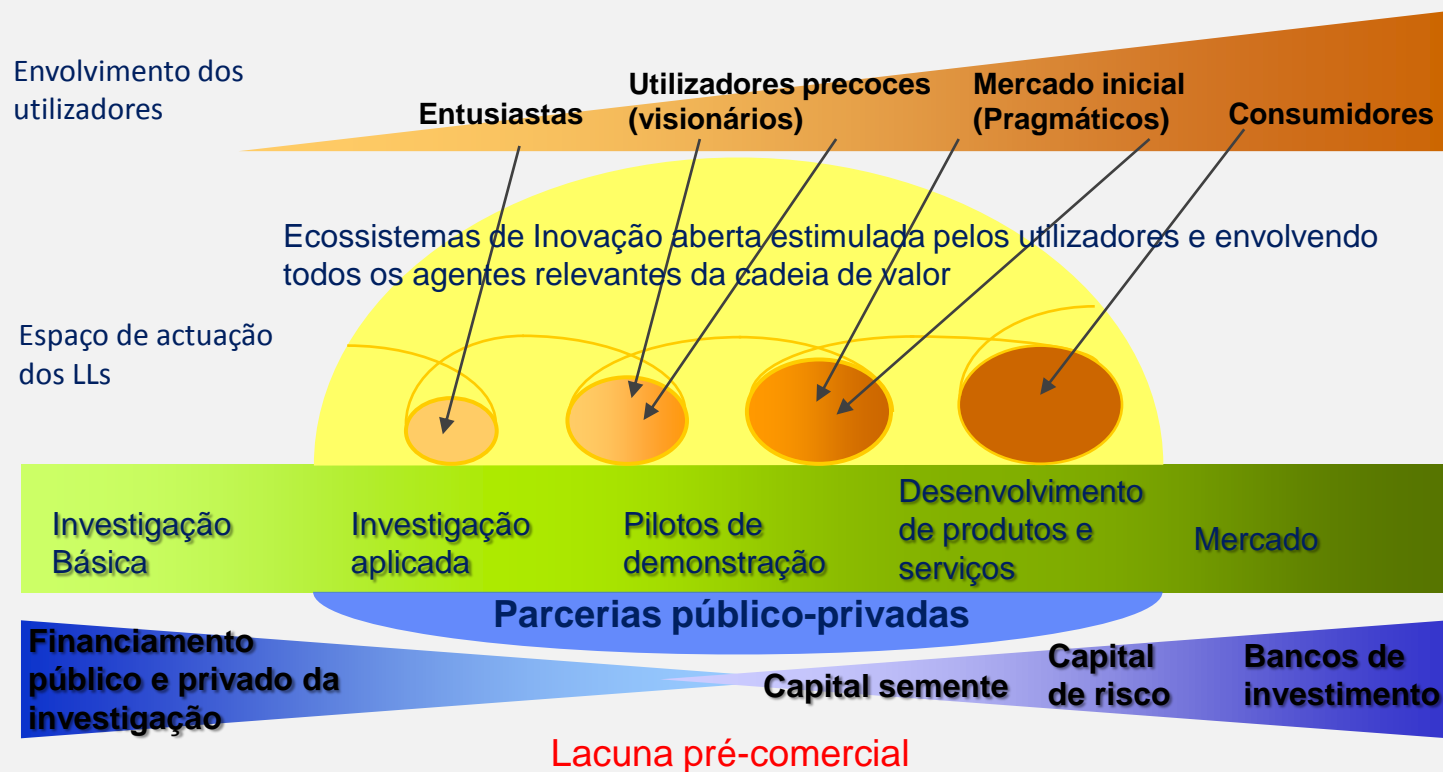 Envolvimento dos
utilizadores
Entusiastas
Utilizadores precoces
(visionários)
Mercado inicial
(Pragmáticos)
Consumidores
Ecossistemas de Inovação aberta estimulada pelos utilizadores e envolvendo
todos os agentes relevantes da cadeia de valor
Espaço de actuação
dos LLs
Investigação
Básica
Investigação
aplicada
Pilotos de
demonstração
Desenvolvimento
de produtos e
serviços
Mercado
Parcerias público-privadas
Financiamento
público e privado da
investigação
Capital semente
Capital
de risco
Bancos de
investimento
Lacuna pré-comercial